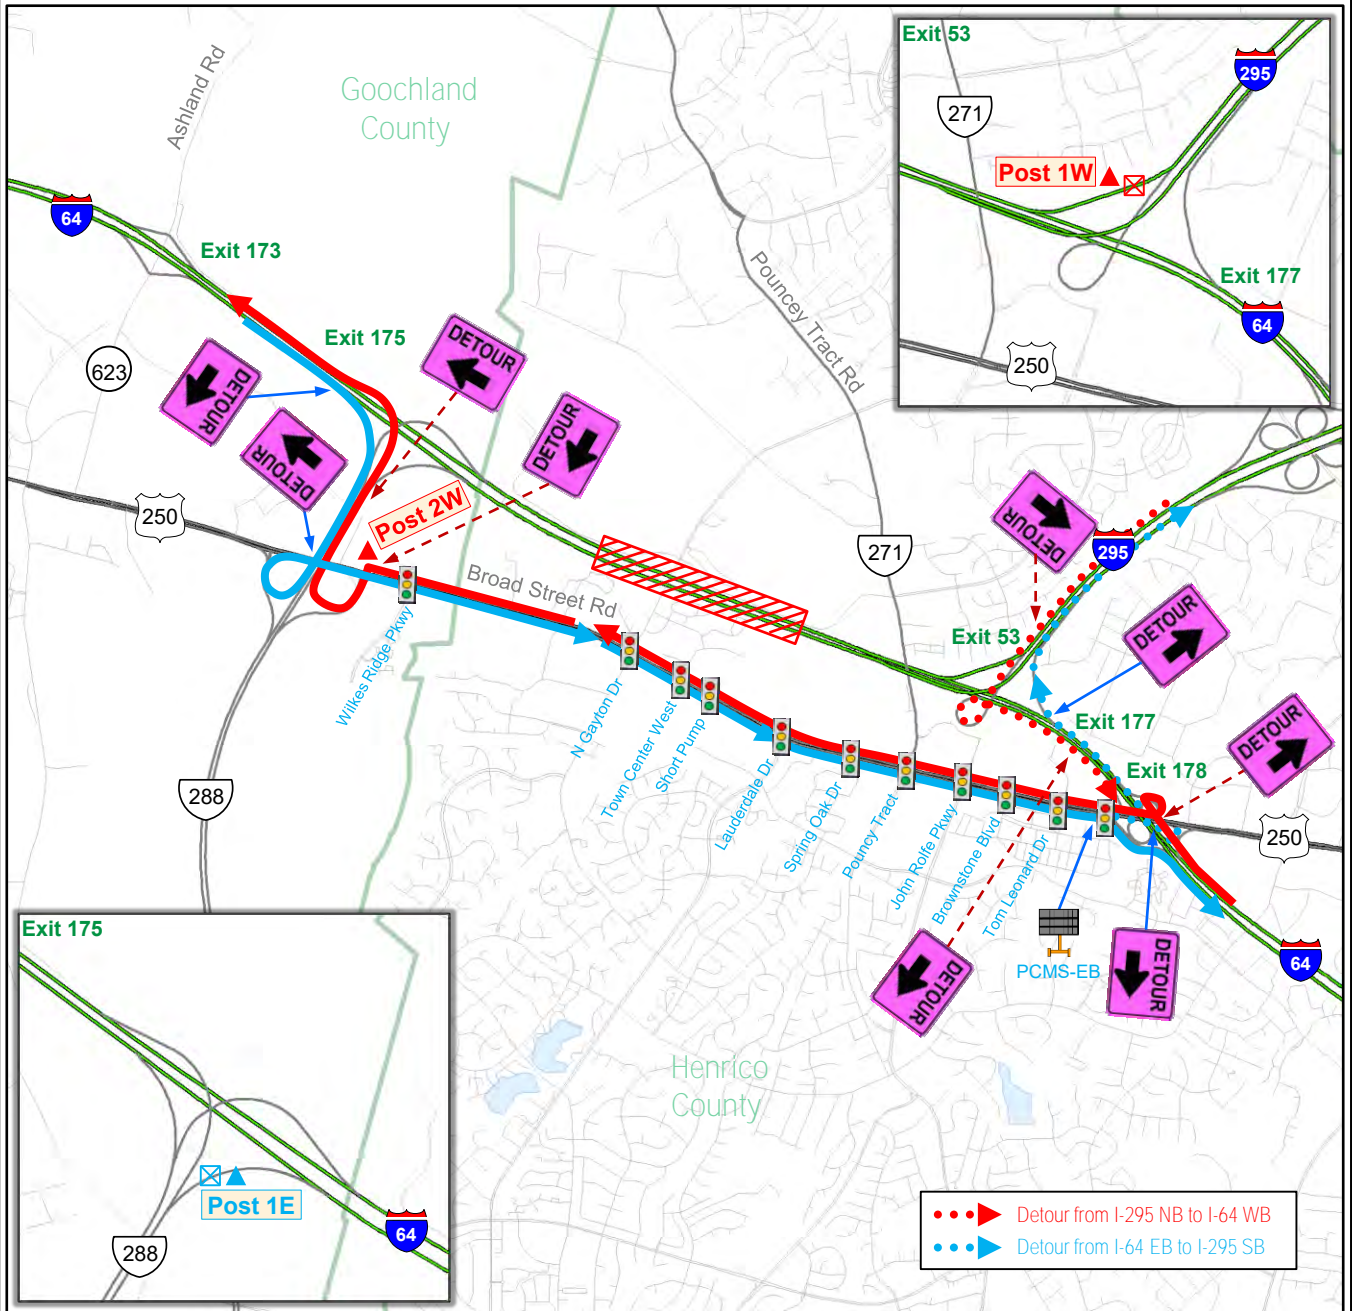 Exit 53
295
271
Post 1W
Exit 177
64
250
Ashland Rd
Goochland
County
64
Exit 173
Exit 175
623
DETOUR
DETOUR
DETOUR
DETOUR
Pouncey Tract Rd
250
Post 2W
Broad Street Rd
271
DETOUR
295
DETOUR
Exit 53
Exit 177
Exit 178
DETOUR
250
288
Wilkes Ridge Pkwy
N Gayton Dr
Town Center West
Short Pump
Lauderdale Dr
Spring Oak Dr
Pouncy Tract
John Rolfe Pkwy
Brownstone Blvd
Tom Leonard Dr
DETOUR
PCMS-EB
DETOUR
64
Henrico
County
Exit 175
Post 1E
64
288
Detour from I-295 NB to I-64 WB
Detour from I-64 EB to I-295 SB